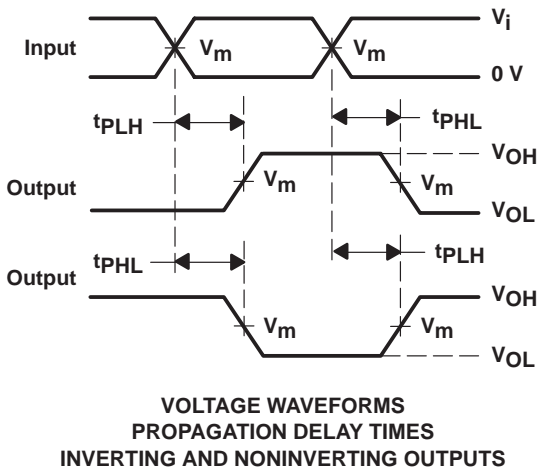 Vi
Input Vm Vm
0 V
tPLH tPHL
VOH
Output Vm Vm
VOL
tPHL tPLH
Output VOH
Vm Vm
VOL
VOLTAGE WAVEFORMS
PROPAGATION DELAY TIMES
INVERTING AND NONINVERTING OUTPUTS